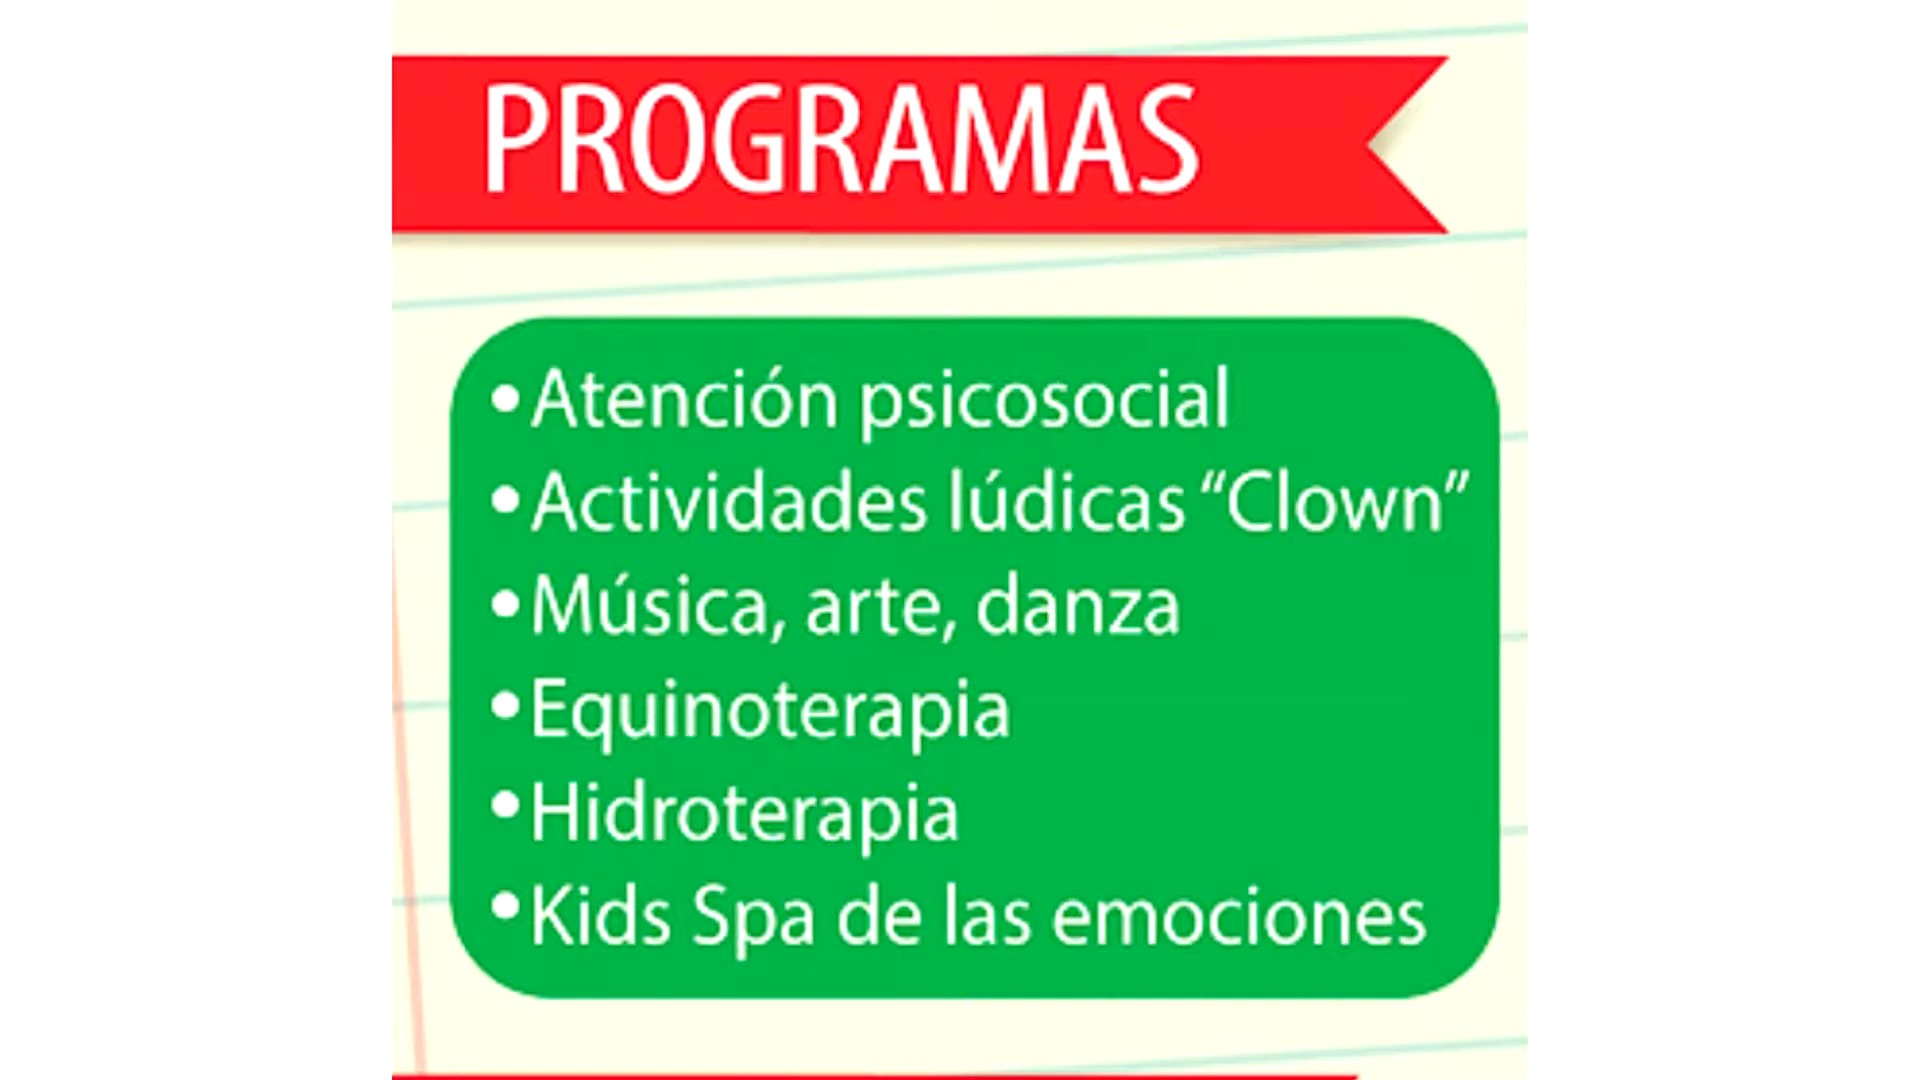 PROGRAMAS
•Atención psicosocial
•Actividades lúdicas “Clown”
•Música, arte, danza
•Equinoterapia
•Hidroterapia
•Kids Spa de las emociones